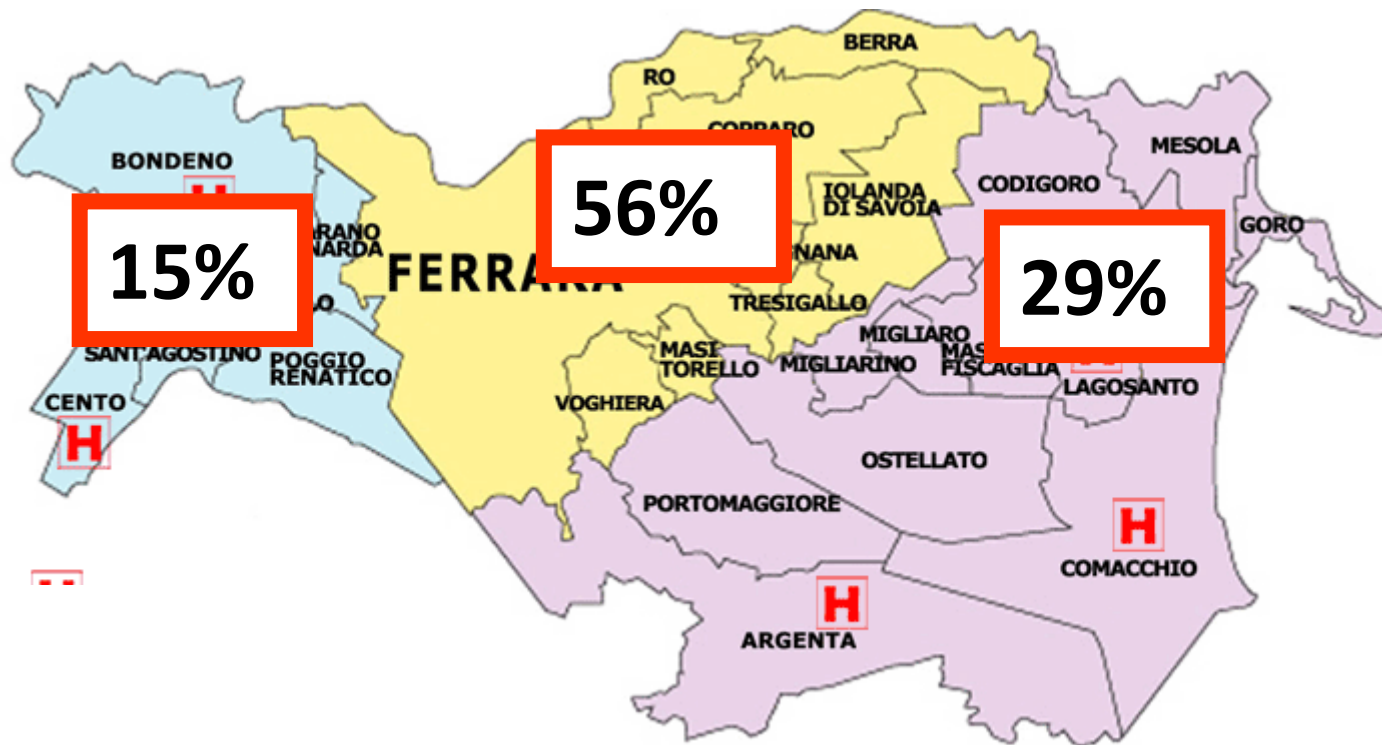 BERRA
RO
MESOLA
BONDENO
56%
CODIGORO
IOLANDA
DI SAVOIA
GORO
15%
FERRARA
29%
TRESIGALLO
MIGLIARO
MASI
TORELLO
MIGLIARINO
FISCAGLIA
SANT'AGOSTINO
POGGIO
RENATICO
LAGOSANTO
CENTO
VOGHIERA
H
OSTELLATO
PORTOMAGGIORE
H
COMACCHIO
H
ARGENTA